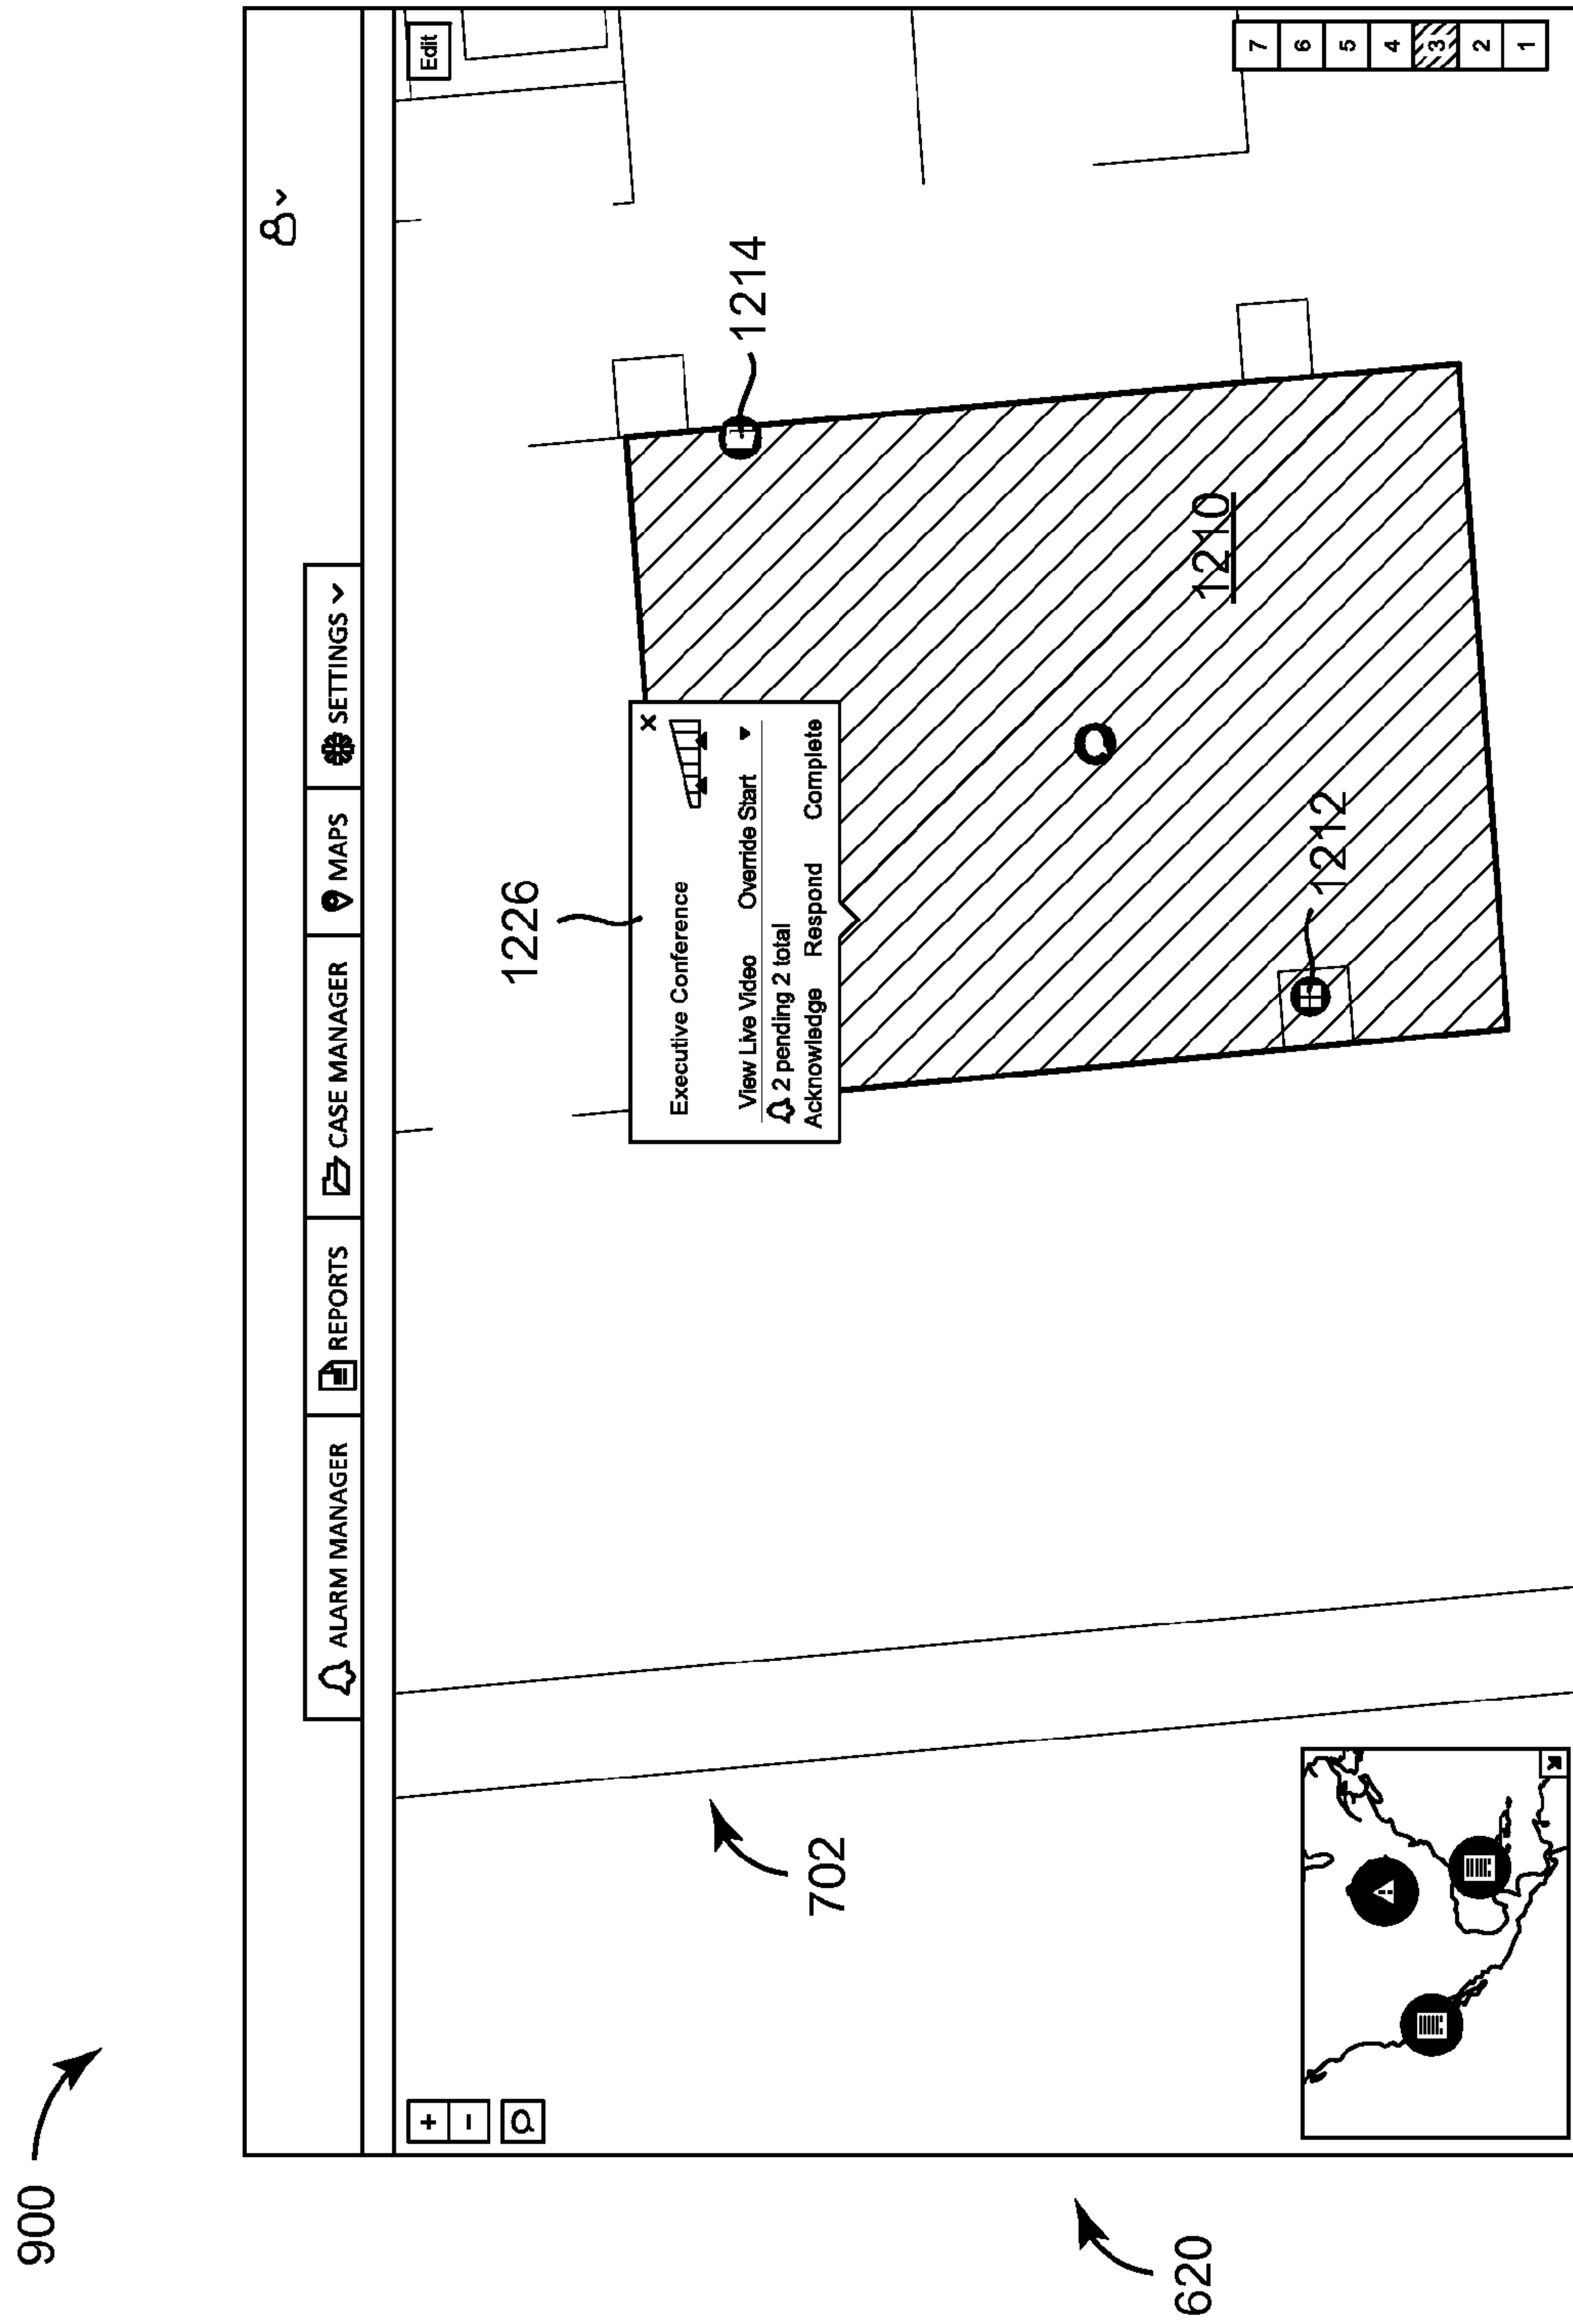 900
ALARM MANAGER
REPORTS
CASE MANAGER
MAPS
SETTINGS
+
-
Edit
1226
Executive Conference
x
View Live Video Override Start
2 pending 2 total
Acknowledge Respond Complete
1214
702
1210
1212
620
7
6
5
4
3
2
1